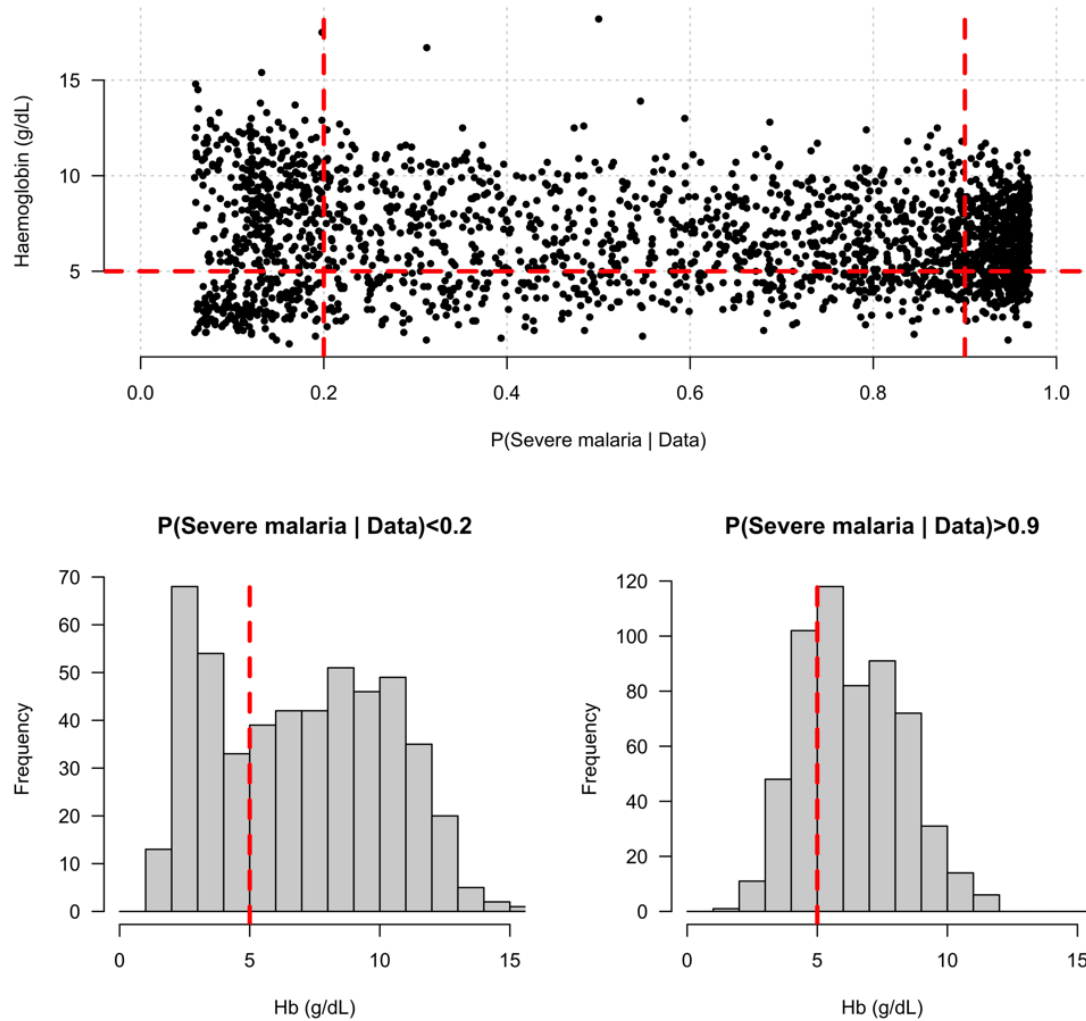 Haemoglobin (g/dL)
15
10
5
0.0 0.2 0.4 0.6 0.8 1.0
P(Severe malaria | Data)
P(Severe malaria | Data)<0.2
Frequency
70
60
50
40
30
20
10
0
0 5 10 15
Hb (g/dL)
P(Severe malaria | Data)>0.9
Frequency
120
100
80
60
40
20
0
0 5 10 15
Hb (g/dL)